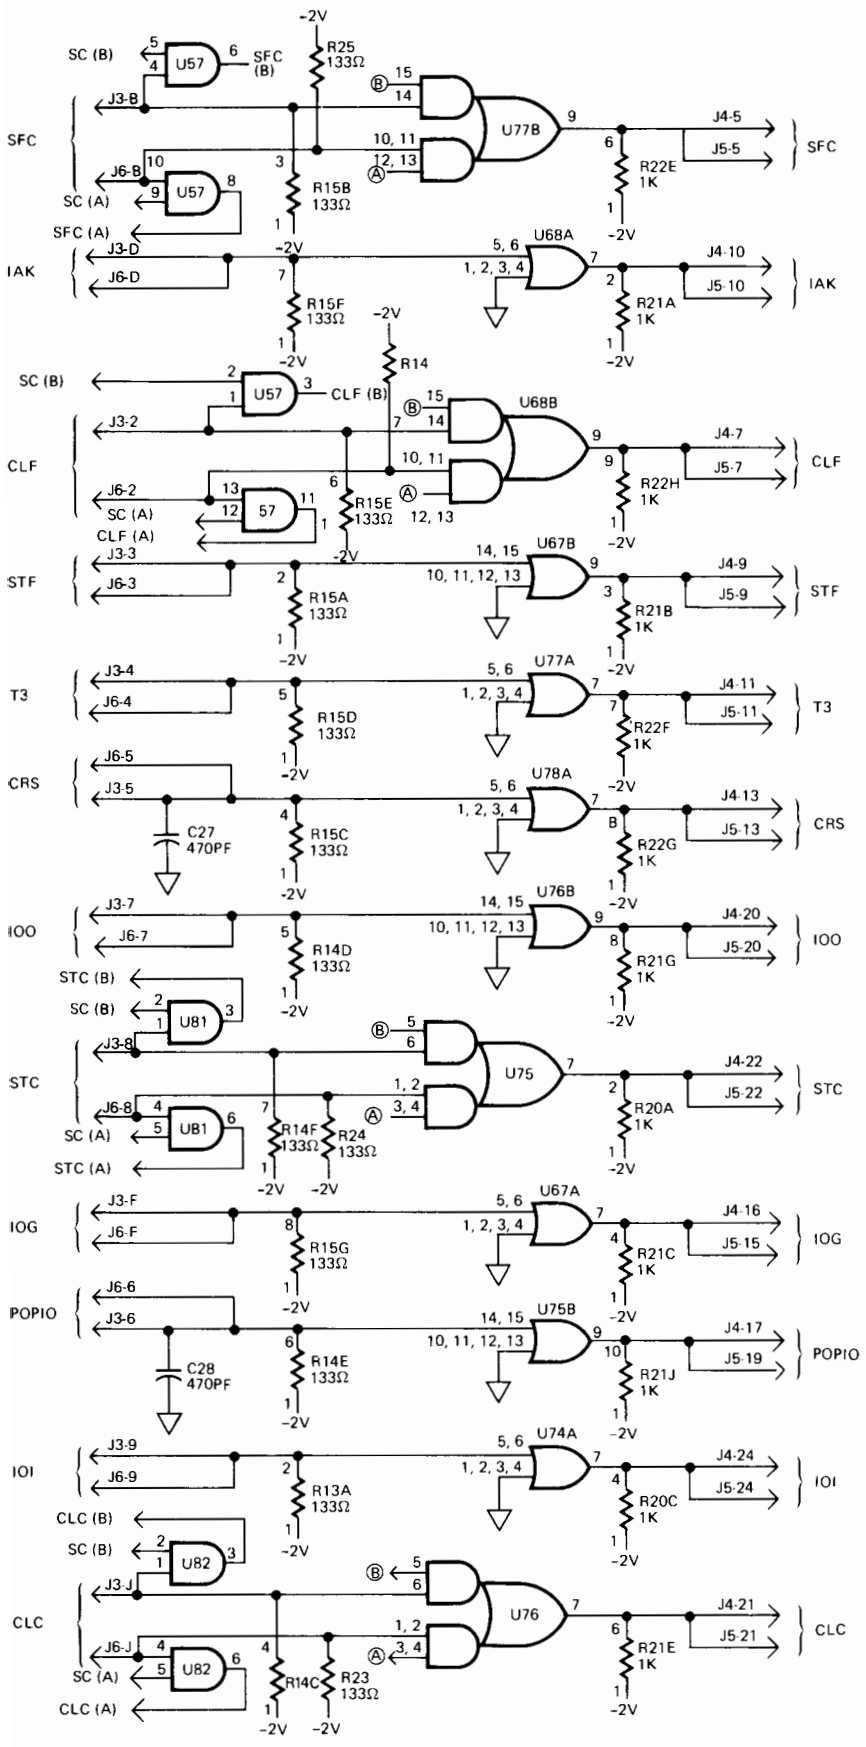 -2V
5
SC (B)
4
U57
6
SFC
(B)
R25
133Ω
B
15
14
J3-B
SFC
U77B
9
J4-5
J5-5
SFC
10, 11
12, 13
A
10
J6-B
9
SC (A)
U57
8
SFC (A)
3
R15B
133Ω
1
-2V
6
R22E
1K
1
-2V
J3-D
IAK
J6-D
7
R15F
133Ω
1
-2V
5, 6
1, 2, 3, 4
U68A
7
2
R21A
1K
1
-2V
J4-10
J5-10
IAK
-2V
R14
SC (B)
2
1
U57
3
CLF (B)
B
15
14
7
U68B
J3-2
CLF
J6-2
10, 11
A
12, 13
9
9
R22H
1K
1
-2V
J4-7
J5-7
CLF
13
12
57
11
SC (A)
CLF (A)
1
6
R15E
133Ω
-2V
J3-3
STF
J6-3
2
R15A
133Ω
1
-2V
14, 15
10, 11, 12, 13
U67B
9
3
R21B
1K
1
-2V
J4-9
J5-9
STF
J3-4
T3
J6-4
5
R15D
133Ω
1
-2V
5, 6
1, 2, 3, 4
U77A
7
7
R22F
1K
1
-2V
J4-11
J5-11
T3
J6-5
CRS
J3-5
C27
470PF
4
R15C
133Ω
1
-2V
5, 6
1, 2, 3, 4
U78A
7
B
R22G
1K
1
-2V
J4-13
J5-13
CRS
J3-7
IOO
J6-7
5
R14D
133Ω
1
-2V
14, 15
10, 11, 12, 13
U76B
9
8
R21G
1K
1
-2V
J4-20
J5-20
IOO
STC (B)
SC (B)
2
1
U81
3
J3-8
STC
J6-8
B
5
6
1, 2
3, 4
A
U75
7
2
R20A
1K
1
-2V
J4-22
J5-22
STC
4
5
UB1
6
SC (A)
STC (A)
7
R14F
133Ω
1
-2V
R24
133Ω
-2V
J3-F
IOG
J6-F
8
R15G
133Ω
1
-2V
5, 6
1, 2, 3, 4
U67A
7
4
R21C
1K
1
-2V
J4-16
J5-15
IOG
J6-6
POPIO
J3-6
C28
470PF
6
R14E
133Ω
1
-2V
14, 15
10, 11, 12, 13
U75B
9
10
R21J
1K
1
-2V
J4-17
J5-19
POPIO
J3-9
IOI
J6-9
2
R13A
133Ω
1
-2V
5, 6
1, 2, 3, 4
U74A
7
4
R20C
1K
1
-2V
J4-24
J5-24
IOI
CLC (B)
SC (B)
2
1
U82
3
J3-J
CLC
J6-J
B
5
6
1, 2
3, 4
A
U76
7
6
R21E
1K
1
-2V
J4-21
J5-21
CLC
4
5
U82
6
SC (A)
CLC (A)
4
R14C
1
-2V
R23
133Ω
-2V